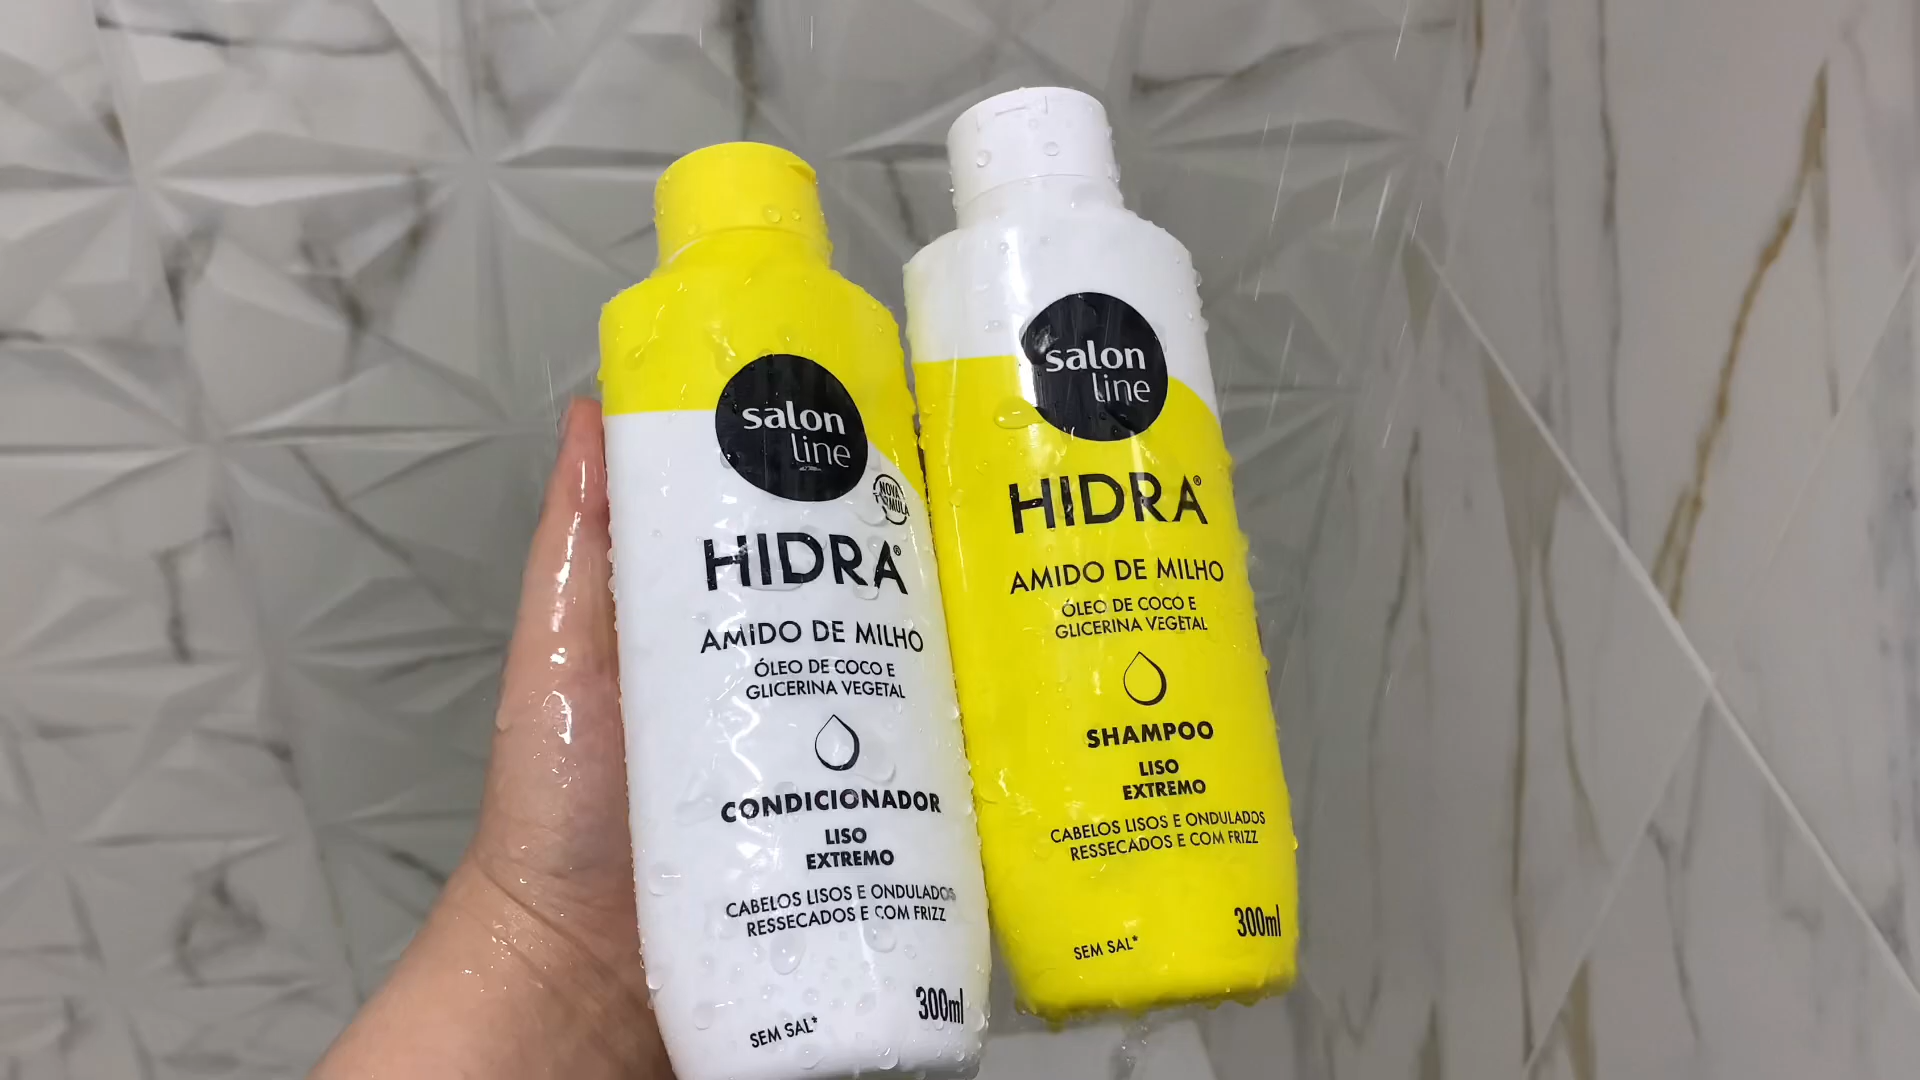 salon
line
NOVA
FÓRMULA
HIDRA®
AMIDO DE MILHO
ÓLEO DE COCO E
GLICERINA VEGETAL
CONDICIONADOR
LISO
EXTREMO
CABELOS LISOS E ONDULADOS
RESSECADOS E COM FRIZZ
SEM SAL*
300ml
salon
line
HIDRA®
AMIDO DE MILHO
ÓLEO DE COCO E
GLICERINA VEGETAL
SHAMPOO
LISO
EXTREMO
CABELOS LISOS E ONDULADOS
RESSECADOS E COM FRIZZ
SEM SAL*
300ml